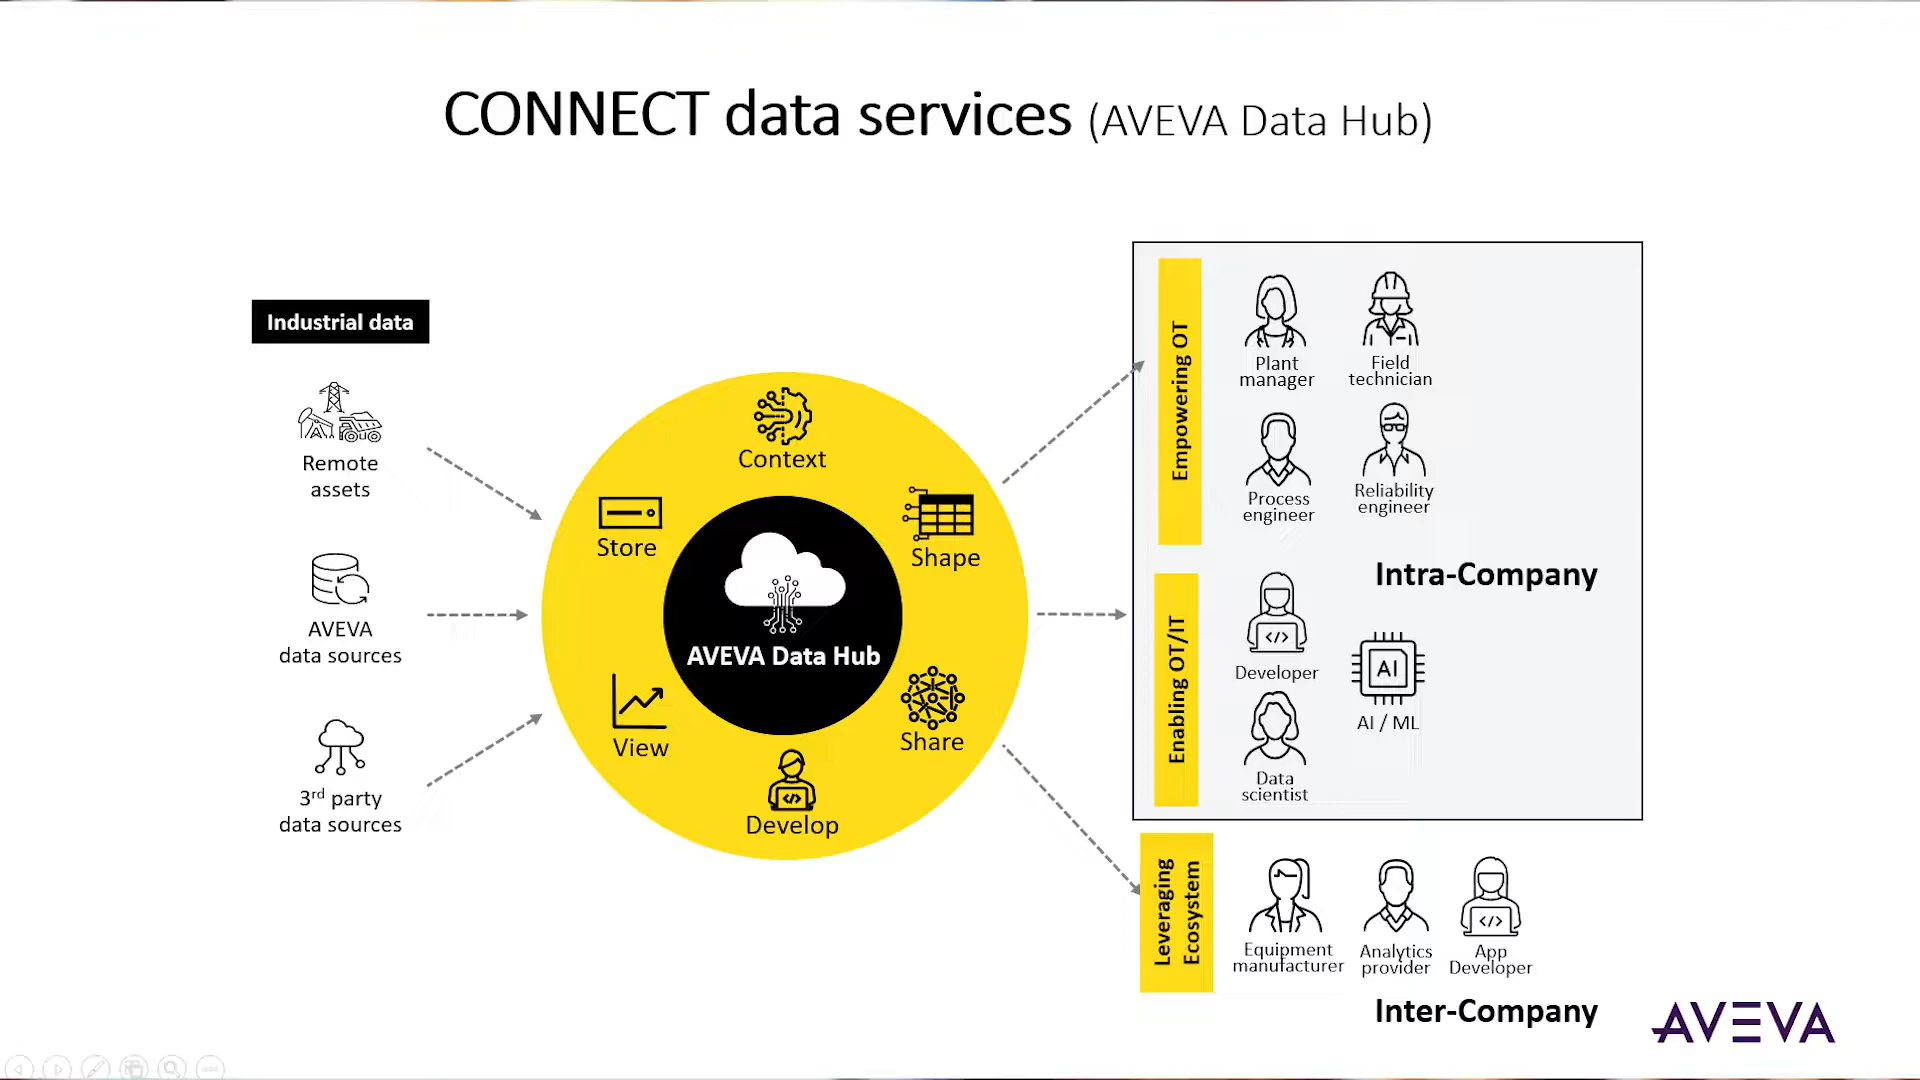 CONNECT data services (AVEVA Data Hub)
Industrial data
Remote
assets
AVEVA
data sources
3rd party
data sources
Context
Store
Shape
AVEVA Data Hub
View
Share
Develop
Empowering OT
Plant
manager
Field
technician
Process
engineer
Reliability
engineer
Intra-Company
Enabling OT/IT
Developer
AI
AI / ML
Data
scientist
Leveraging
Ecosystem
Equipment
manufacturer
Analytics
provider
App
Developer
Inter-Company
AVEVA